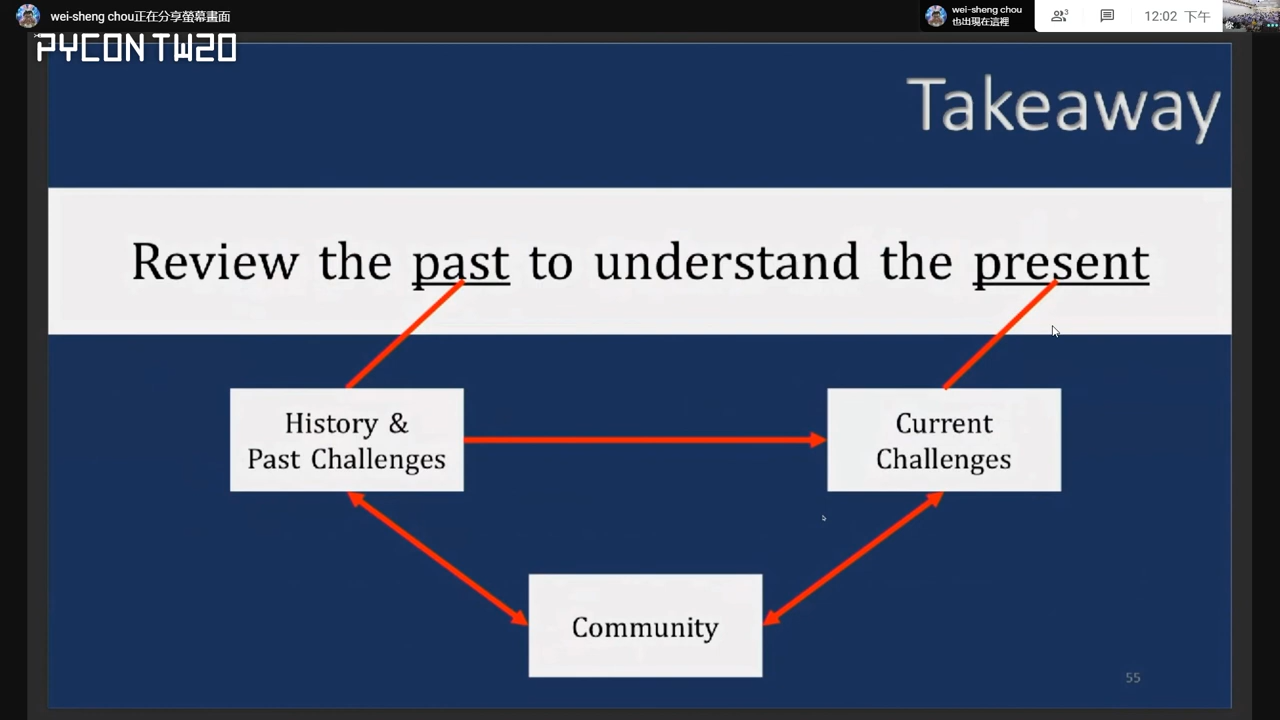 wei-sheng chou正在分享螢幕畫面
wei-sheng chou
也出現在這裡
3
12:02 下午
你
PYCON TW20
Takeaway
Review the past to understand the present
History &
Past Challenges
Current
Challenges
Community
55